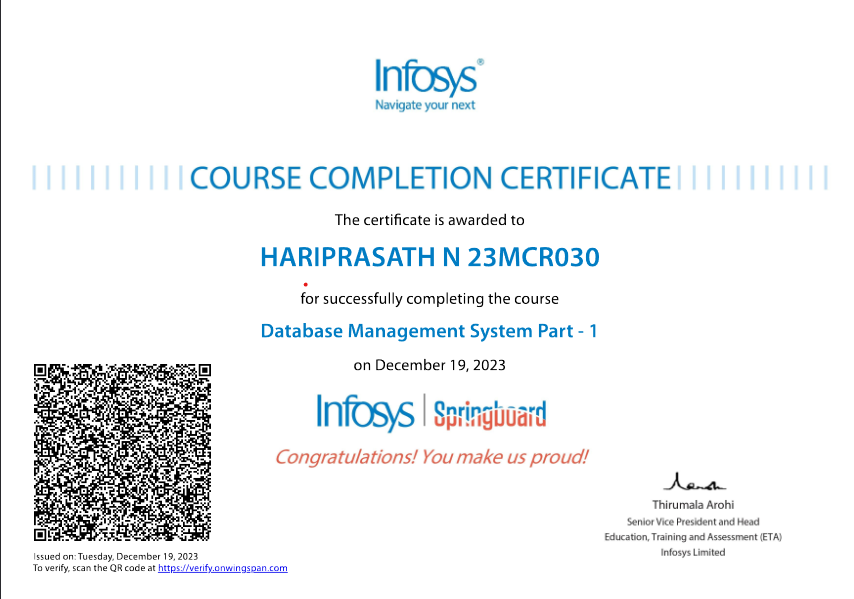 Infosys®
Navigate your next
COURSE COMPLETION CERTIFICATE
The certificate is awarded to
HARIPRASATH N 23MCR030
for successfully completing the course
Database Management System Part - 1
on December 19, 2023
Infosys | Springboard
Congratulations! You make us proud!
Thirumala Arohi
Senior Vice President and Head
Education, Training and Assessment (ETA)
Infosys Limited
Issued on: Tuesday, December 19, 2023
To verify, scan the QR code at https://verify.onwingspan.com